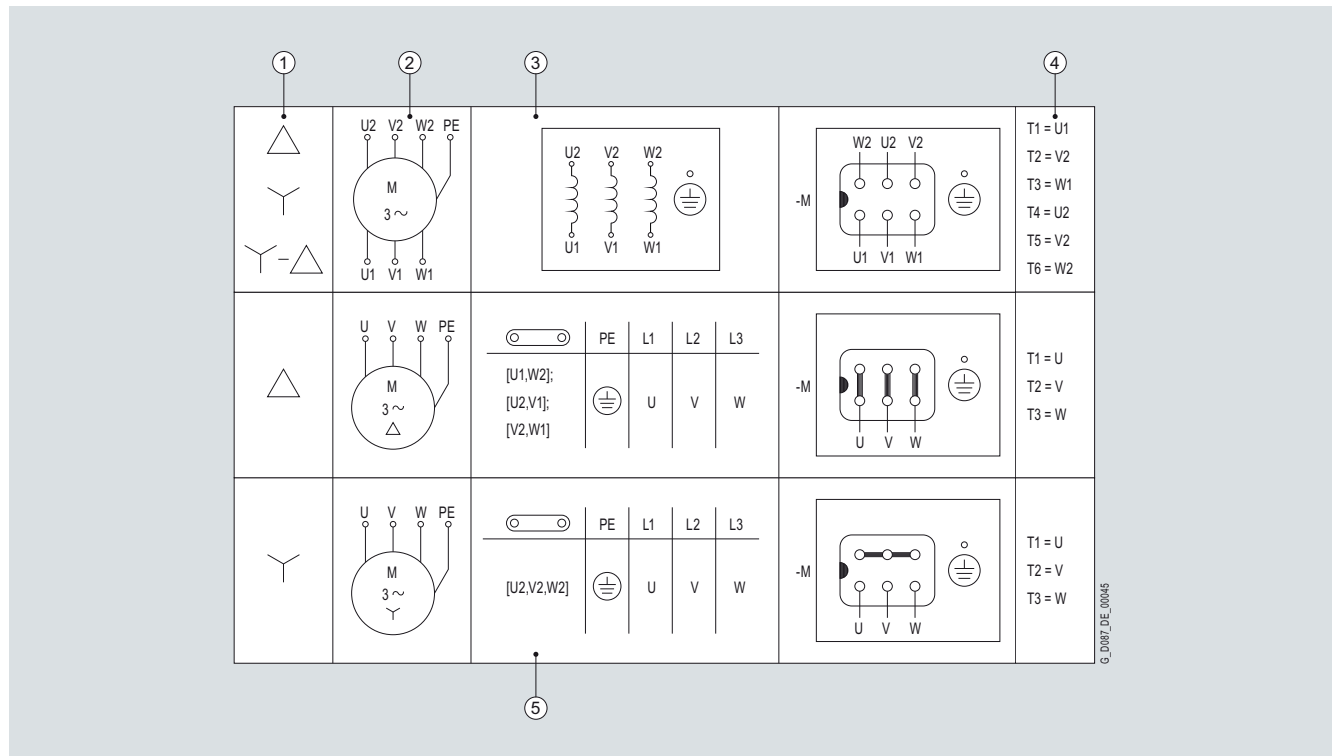 1 2 3 4
U2 V2 W2 PE
M
3 ~
U1 V1 W1
U2 V2 W2
U1 V1 W1
W2 U2 V2
-M
U1 V1 W1
T1 = U1
T2 = V2
T3 = W1
T4 = U2
T5 = V2
T6 = W2
U V W PE
M
3 ~
PE L1 L2 L3
[U1,W2];
[U2,V1];
[V2,W1]
U V W
-M
U V W
T1 = U
T2 = V
T3 = W
U V W PE
M
3 ~
PE L1 L2 L3
[U2,V2,W2] U V W
-M
U V W
T1 = U
T2 = V
T3 = W
G_D087_DE_00045
5